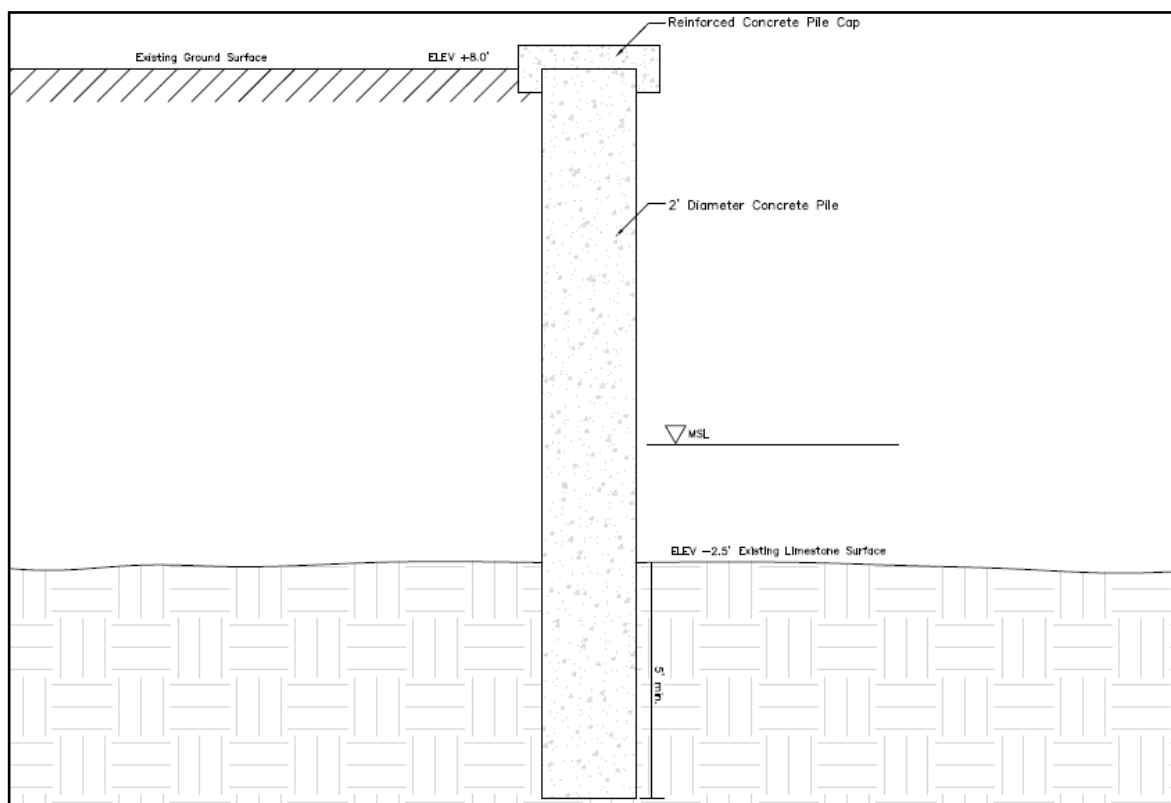 Reinforced Concrete Pile Cap
Existing Ground Surface
ELEV +8.0'
2' Diameter Concrete Pile
MSL
ELEV -2.5' Existing Limestone Surface
5' min.